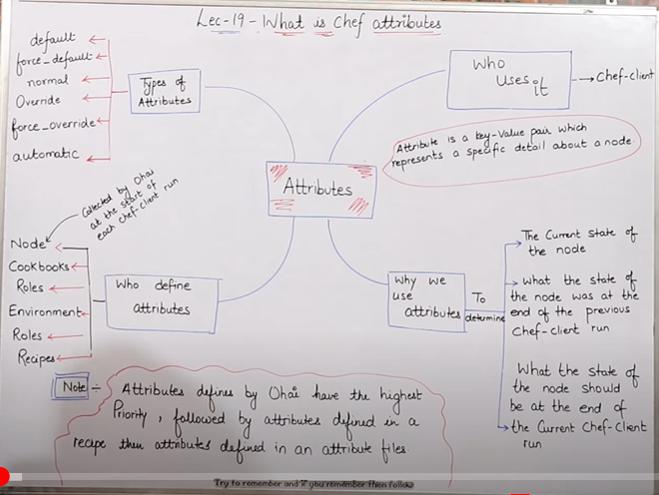 Lec-19 - What is Chef attributes
default
force_default
normal
Override
force_override
automatic
Types of
Attributes
Who
Uses it
Chef-client
Attribute is a key-value pair which
represents a specific detail about a node.
Attributes
Collected by Ohai
at the start of
each chef-client run
Node
Cookbooks
Roles
Environment
Roles
Recipes
Who define
attributes
Why we
use
attributes
To
determine
The Current state of
the node
What the state of
the node was at the
end of the previous
Chef-client run
What the state of
the node should
be at the end of
the Current Chef-Client
run
Note :- Attributes defines by Ohai have the highest
Priority, followed by attributes defined in a
recipe then attributes defined in an attribute files.
Try to remember and if you remember then follow